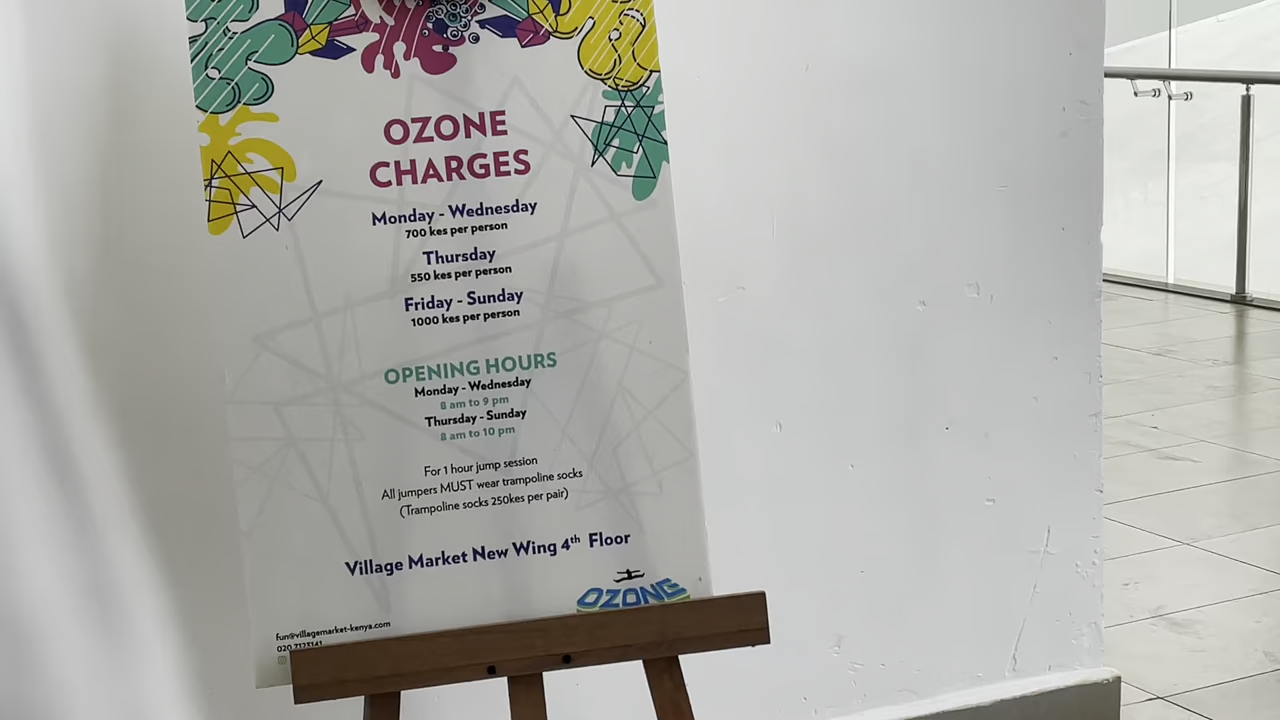 OZONE
CHARGES
Monday - Wednesday
700 kes per person
Thursday
550 kes per person
Friday - Sunday
1000 kes per person
OPENING HOURS
Monday - Wednesday
8 am to 9 pm
Thursday - Sunday
8 am to 10 pm
For 1 hour jump session
All jumpers MUST wear trampoline socks
(Trampoline socks 250kes per pair)
Village Market New Wing 4th Floor
OZONE
fun@villagemarket-kenya.com
020